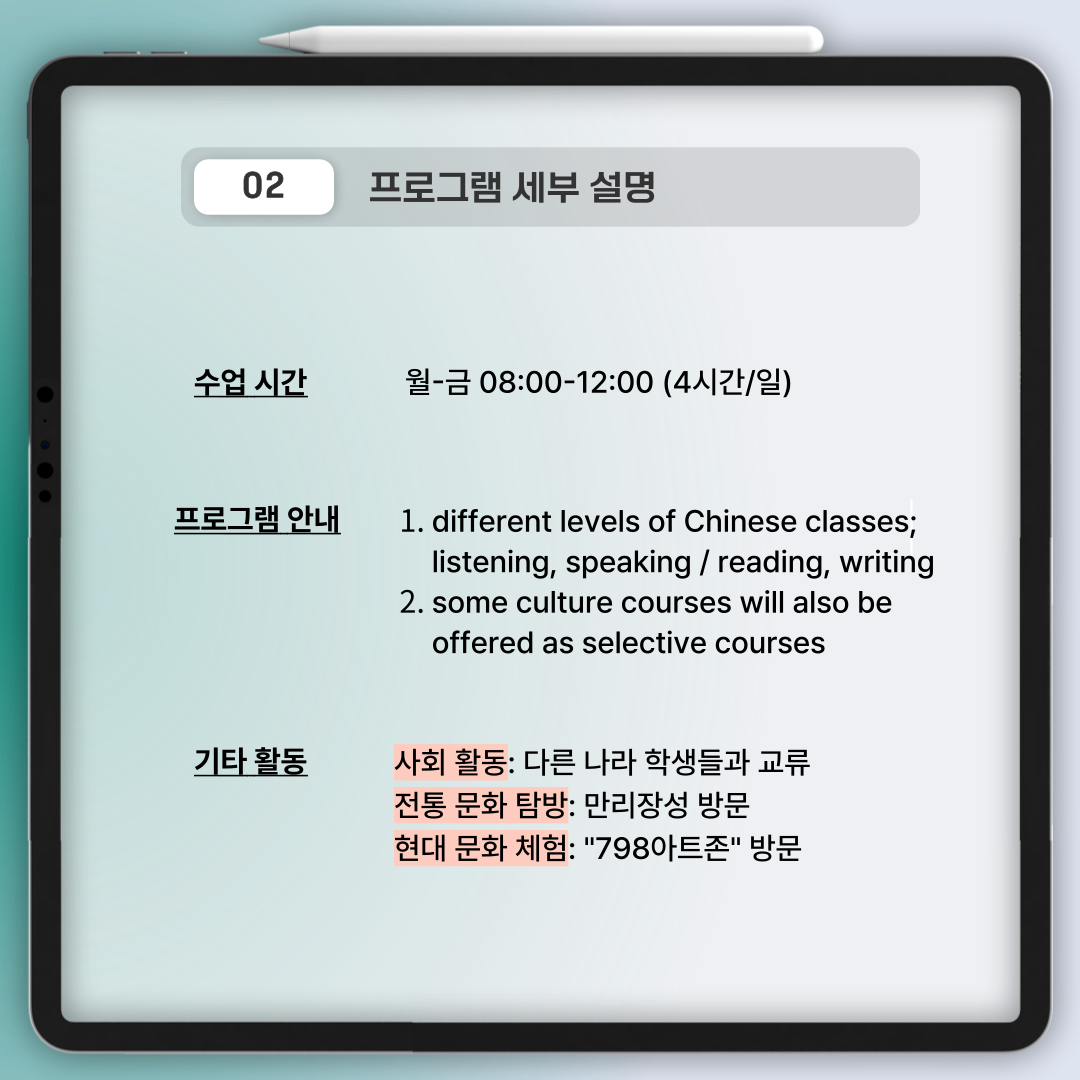 02 프로그램 세부 설명
수업 시간 월-금 08:00-12:00 (4시간/일)
프로그램 안내 1. different levels of Chinese classes;
listening, speaking / reading, writing
2. some culture courses will also be
offered as selective courses
기타 활동 사회 활동: 다른 나라 학생들과 교류
전통 문화 탐방: 만리장성 방문
현대 문화 체험: "798아트존" 방문